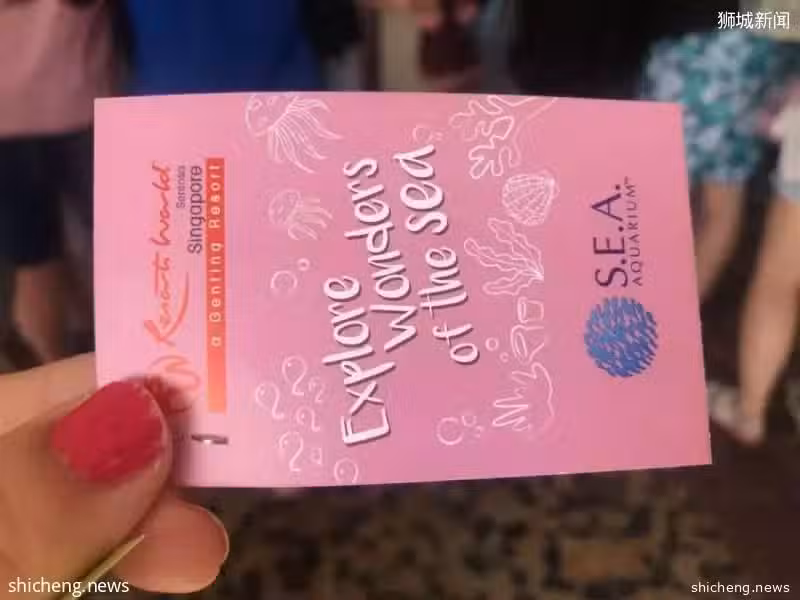 狮城新闻
Resorts World
Sentosa
Singapore
a Genting Resort
Explore
Wonders
of the sea
S.E.A.
AQUARIUM™
shicheng.news
shicheng.news